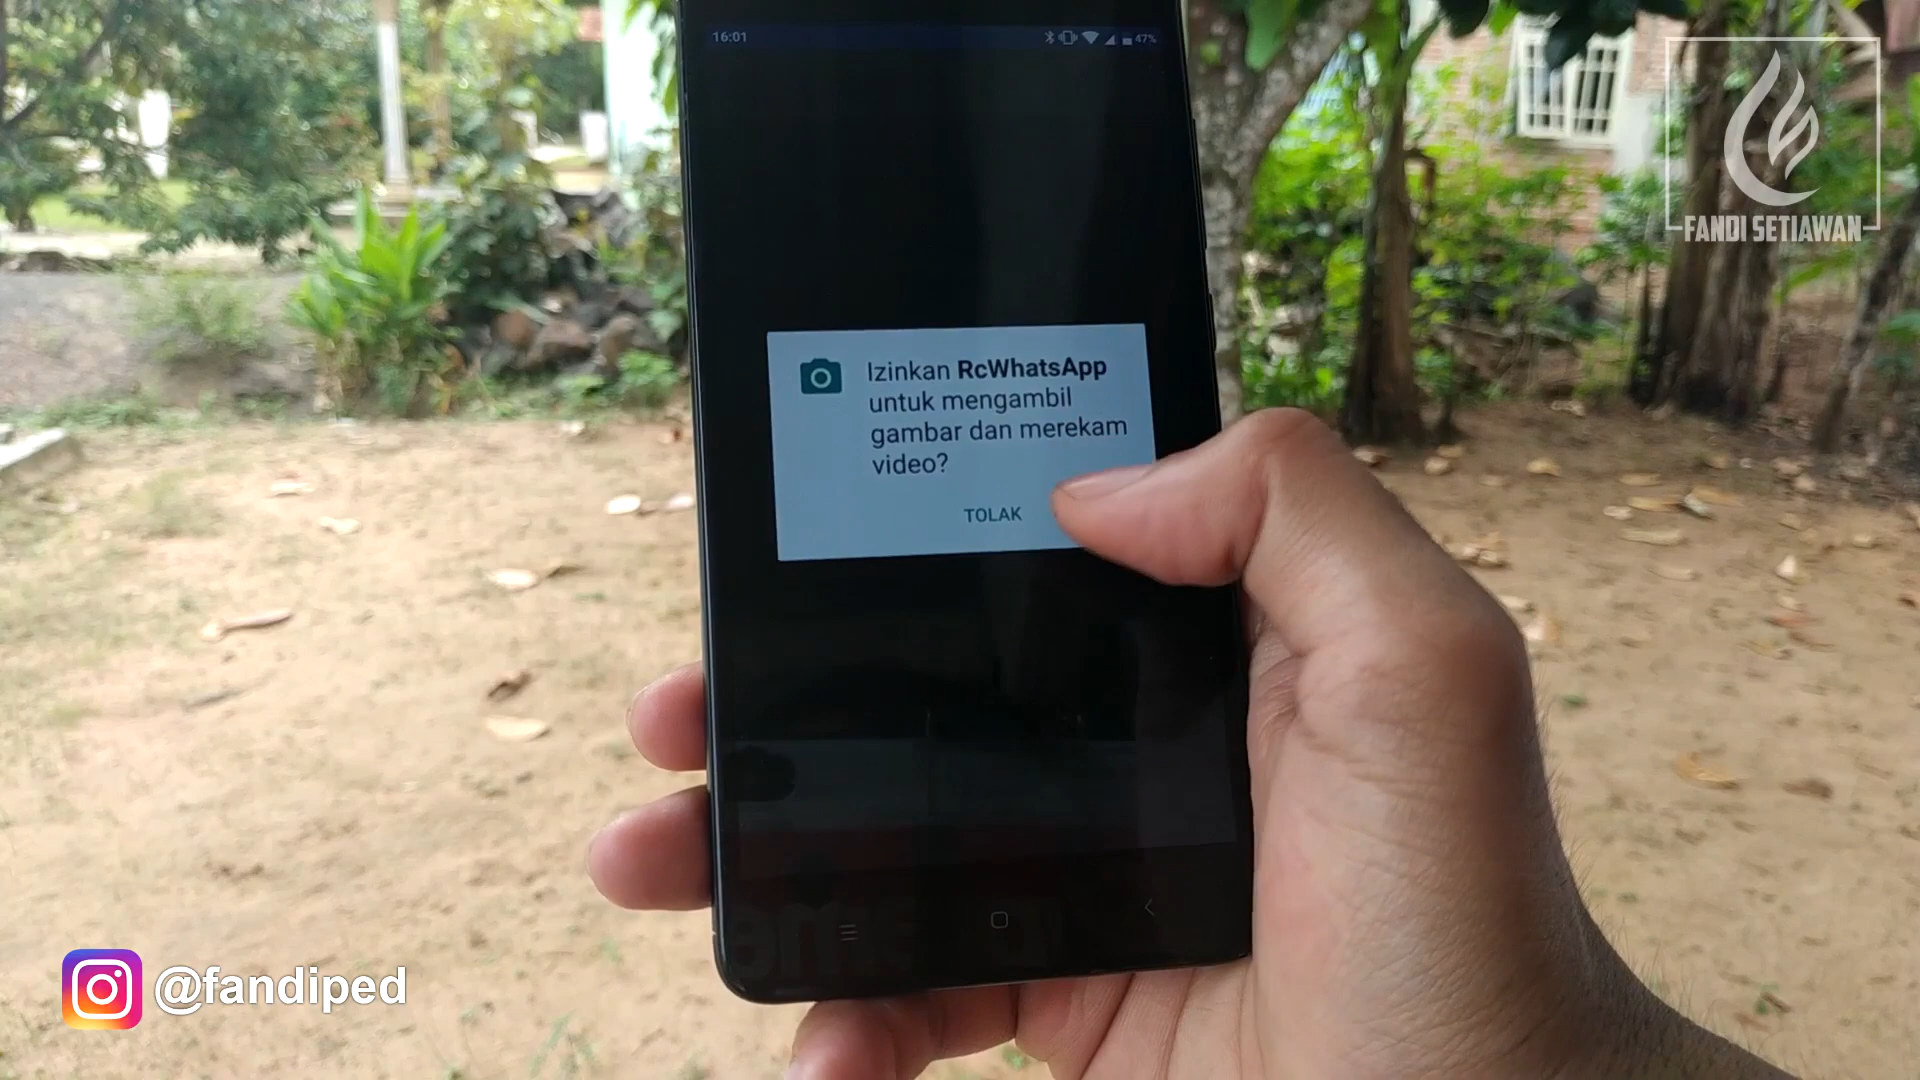 16:01
47%
FANDI SETIAWAN
Izinkan RcWhatsApp
untuk mengambil
gambar dan merekam
video?
TOLAK
@fandiped